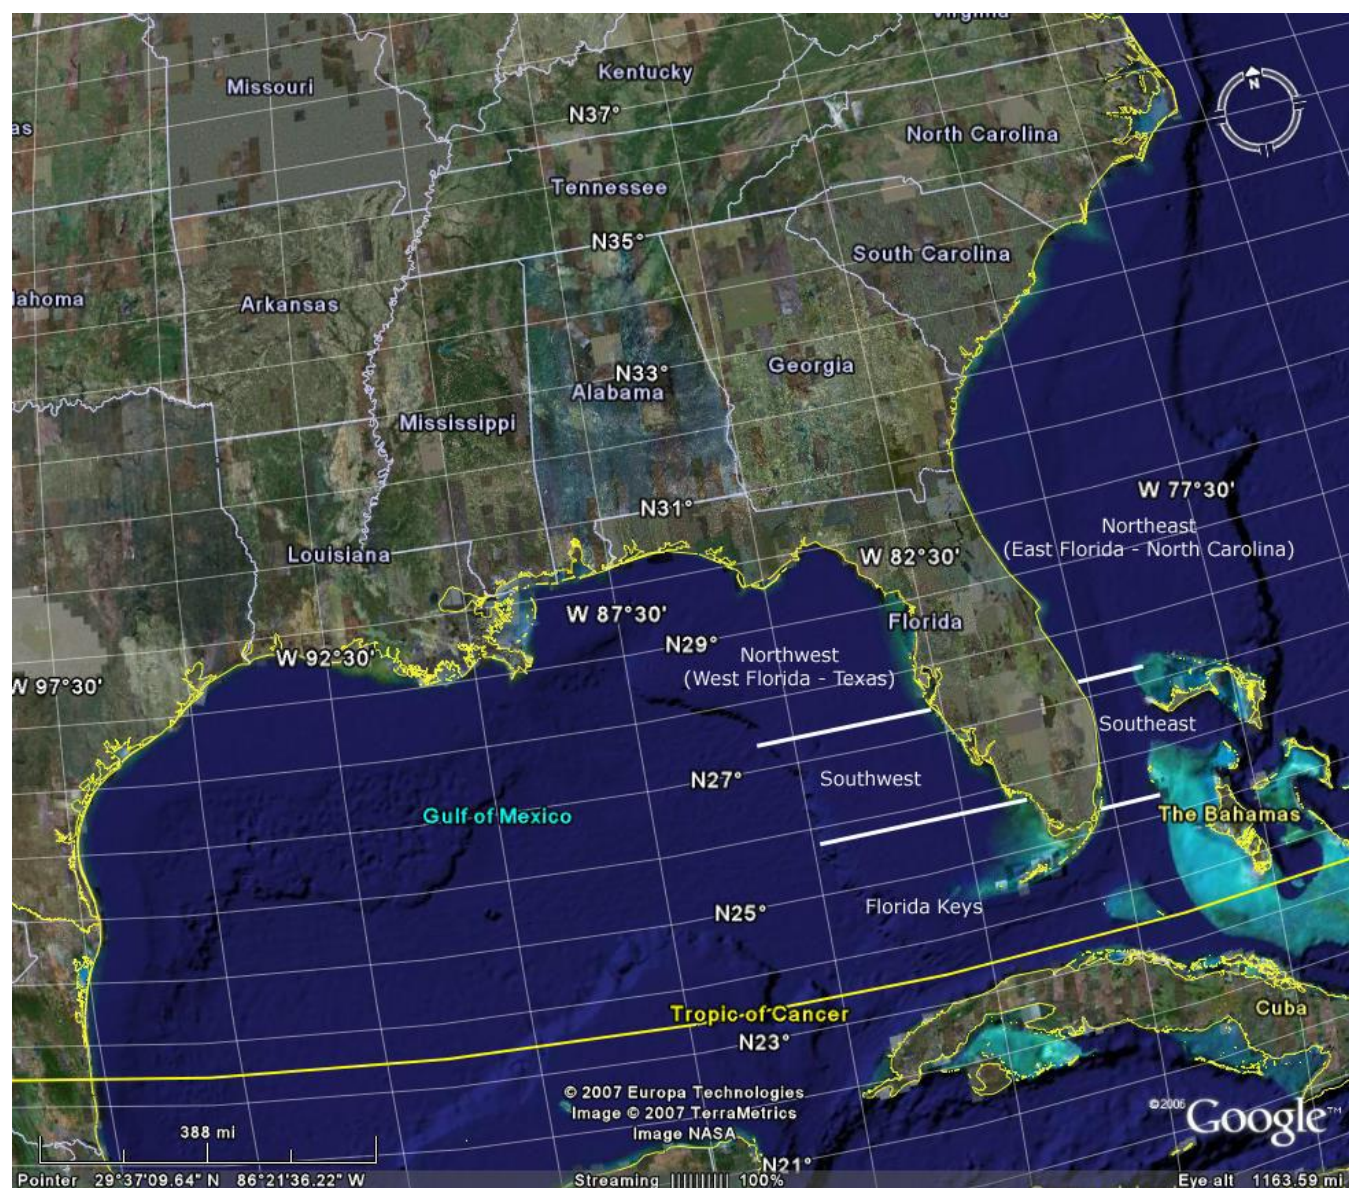 Virginia
Missouri
Kentucky
N37°
as
North Carolina
N
Tennessee
N35°
South Carolina
lahoma
Arkansas
N33°
Georgia
Alabama
Mississippi
W 77°30'
N31°
Northeast
(East Florida - North Carolina)
Louisiana
W 82°30'
W 87°30'
Florida
N29°
Northwest
(West Florida - Texas)
W 92°30'
W 97°30'
Southeast
N27°
Southwest
Gulf of Mexico
The Bahamas
Florida Keys
N25°
Tropic of Cancer
Cuba
N23°
© 2007 Europa Technologies
Image © 2007 TerraMetrics
Image NASA
©2006 Google™
388 mi
N21°
Pointer 29°37'09.64" N 86°21'36.22" W
Streaming ||||||||| 100%
Eye alt 1163.59 mi